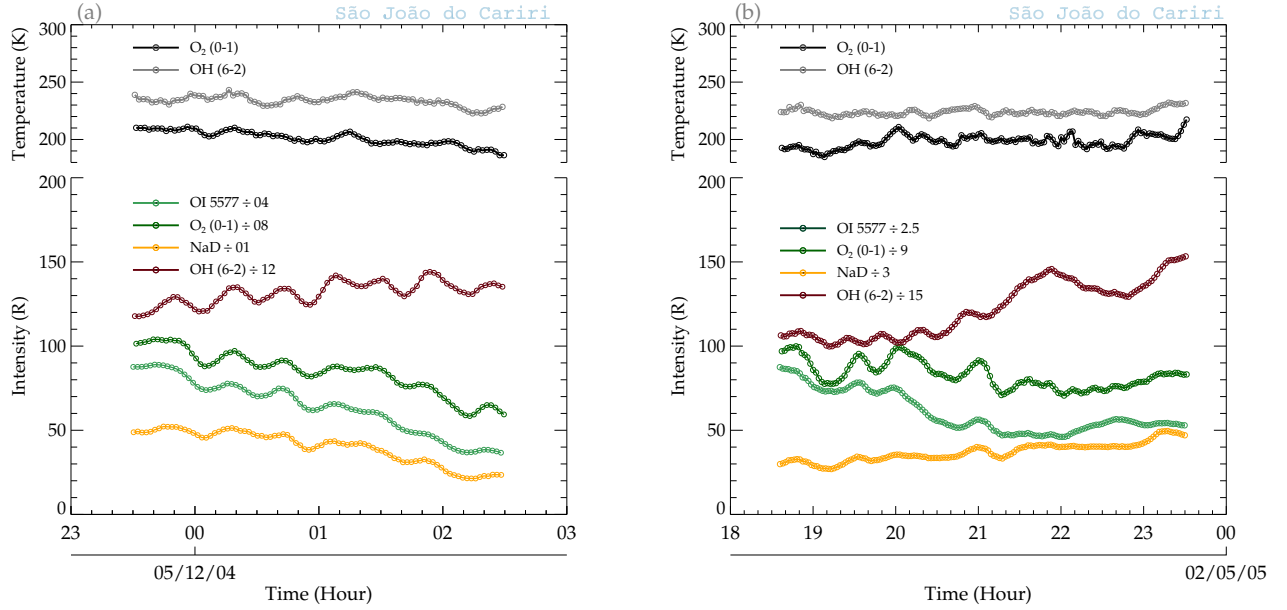 (a)
São João do Cariri
Temperature (K)
300
250
200
O₂ (0-1)
OH (6-2)
Intensity (R)
200
150
100
50
0
OI 5577 ÷ 04
O₂ (0-1) ÷ 08
NaD ÷ 01
OH (6-2) ÷ 12
23 00 01 02 03
05/12/04
Time (Hour)
(b)
São João do Cariri
Temperature (K)
300
250
200
O₂ (0-1)
OH (6-2)
Intensity (R)
200
150
100
50
0
OI 5577 ÷ 2.5
O₂ (0-1) ÷ 9
NaD ÷ 3
OH (6-2) ÷ 15
18 19 20 21 22 23 00
02/05/05
Time (Hour)